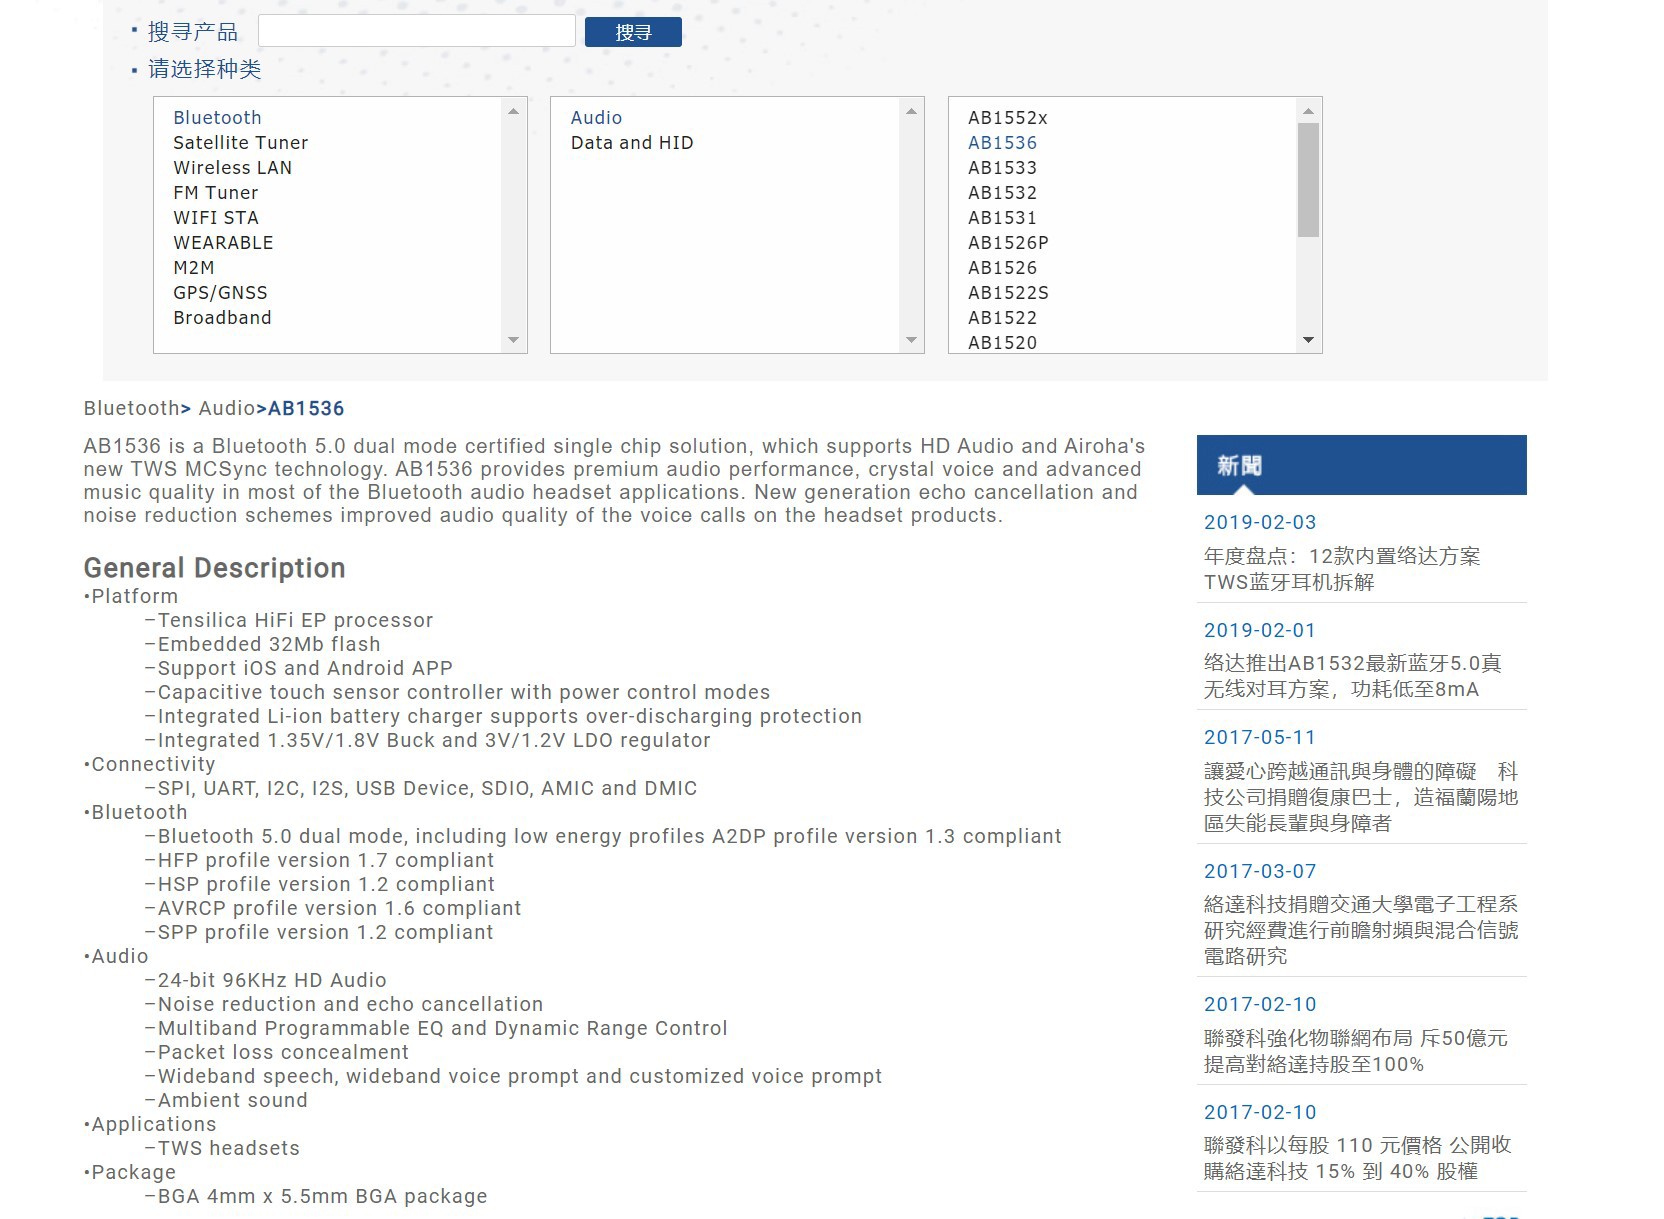 搜寻产品
搜寻
请选择种类
Bluetooth
Satellite Tuner
Wireless LAN
FM Tuner
WIFI STA
WEARABLE
M2M
GPS/GNSS
Broadband
Audio
Data and HID
AB1552x
AB1536
AB1533
AB1532
AB1531
AB1526P
AB1526
AB1522S
AB1522
AB1520
Bluetooth> Audio>AB1536
AB1536 is a Bluetooth 5.0 dual mode certified single chip solution, which supports HD Audio and Airoha's
new TWS MCSync technology. AB1536 provides premium audio performance, crystal voice and advanced
music quality in most of the Bluetooth audio headset applications. New generation echo cancellation and
noise reduction schemes improved audio quality of the voice calls on the headset products.
General Description
•Platform
–Tensilica HiFi EP processor
–Embedded 32Mb flash
–Support iOS and Android APP
–Capacitive touch sensor controller with power control modes
–Integrated Li-ion battery charger supports over-discharging protection
–Integrated 1.35V/1.8V Buck and 3V/1.2V LDO regulator
•Connectivity
–SPI, UART, I2C, I2S, USB Device, SDIO, AMIC and DMIC
•Bluetooth
–Bluetooth 5.0 dual mode, including low energy profiles A2DP profile version 1.3 compliant
–HFP profile version 1.7 compliant
–HSP profile version 1.2 compliant
–AVRCP profile version 1.6 compliant
–SPP profile version 1.2 compliant
•Audio
–24-bit 96KHz HD Audio
–Noise reduction and echo cancellation
–Multiband Programmable EQ and Dynamic Range Control
–Packet loss concealment
–Wideband speech, wideband voice prompt and customized voice prompt
–Ambient sound
•Applications
–TWS headsets
•Package
–BGA 4mm x 5.5mm BGA package
新聞
2019-02-03
年度盘点：12款内置络达方案
TWS蓝牙耳机拆解
2019-02-01
络达推出AB1532最新蓝牙5.0真
无线对耳方案，功耗低至8mA
2017-05-11
讓愛心跨越通訊與身體的障礙　科
技公司捐贈復康巴士，造福蘭陽地
區失能長輩與身障者
2017-03-07
絡達科技捐贈交通大學電子工程系
研究經費進行前瞻射頻與混合信號
電路研究
2017-02-10
聯發科強化物聯網布局 斥50億元
提高對絡達持股至100%
2017-02-10
聯發科以每股 110 元價格 公開收
購絡達科技 15% 到 40% 股權